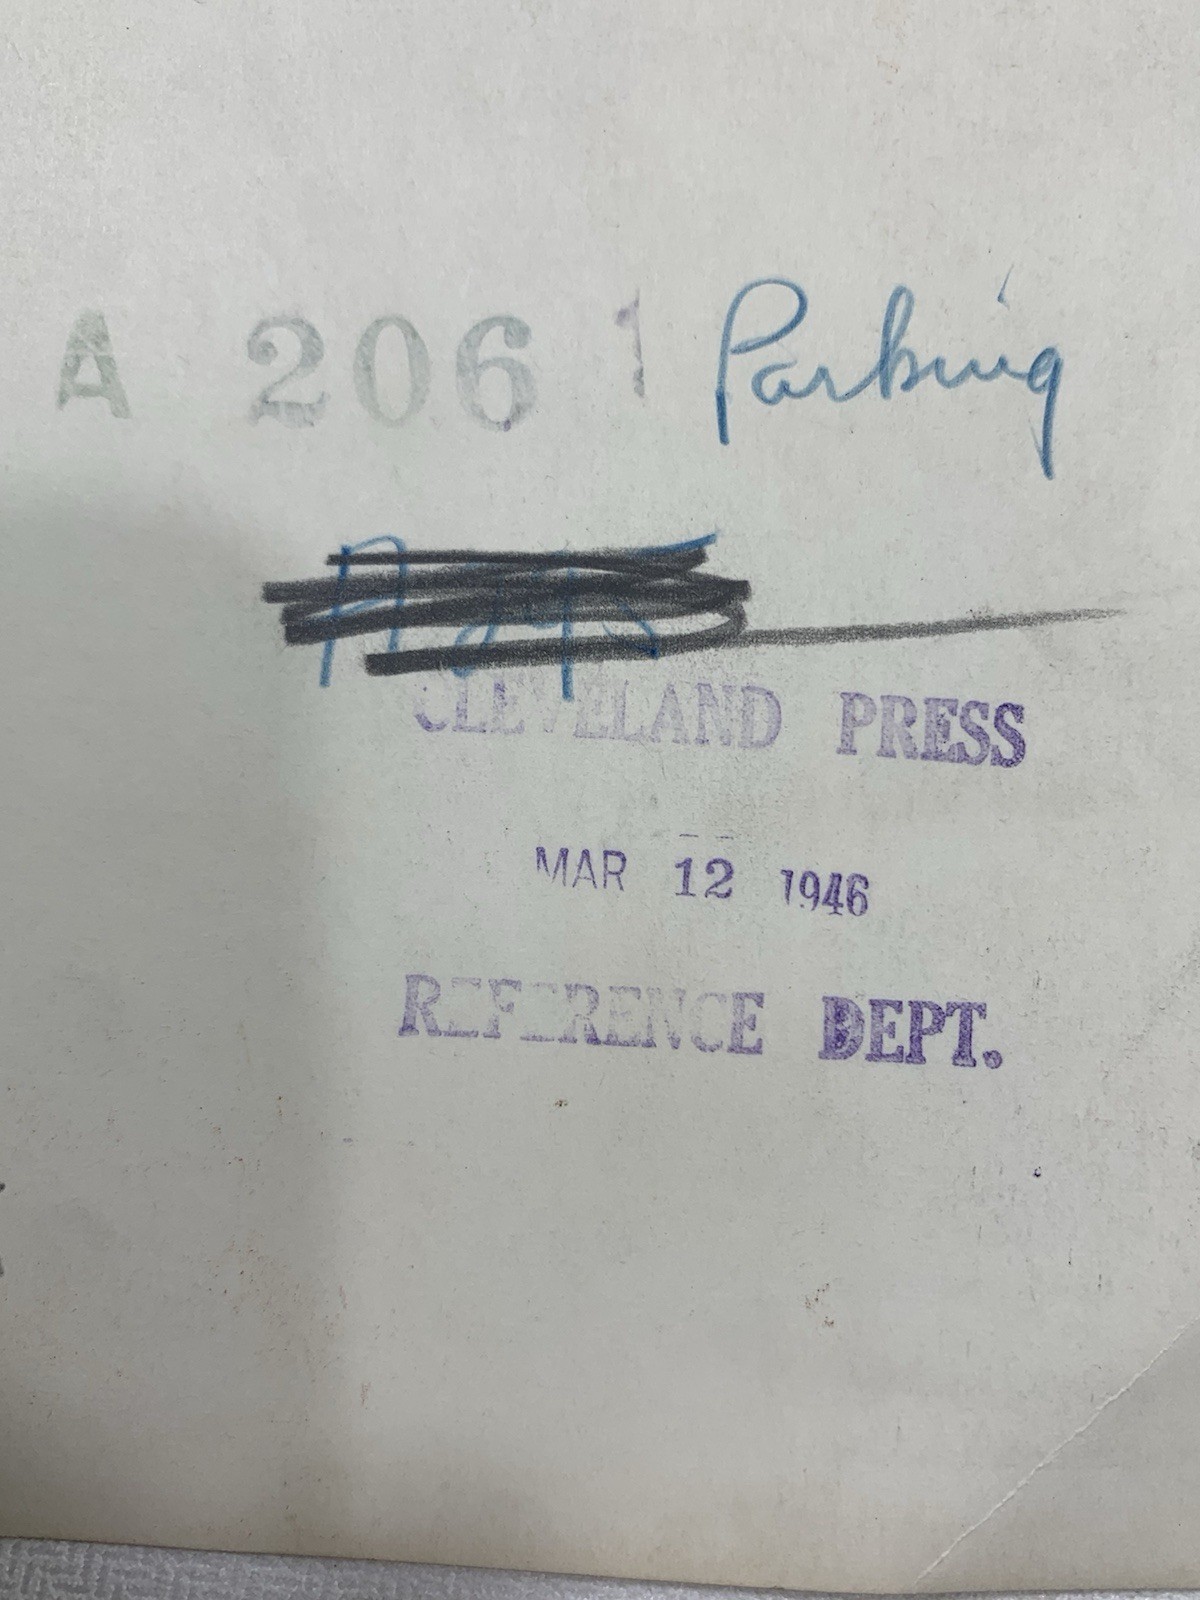 A 206 1 Parking
CLEVELAND PRESS
MAR 12 1946
REFERENCE DEPT.